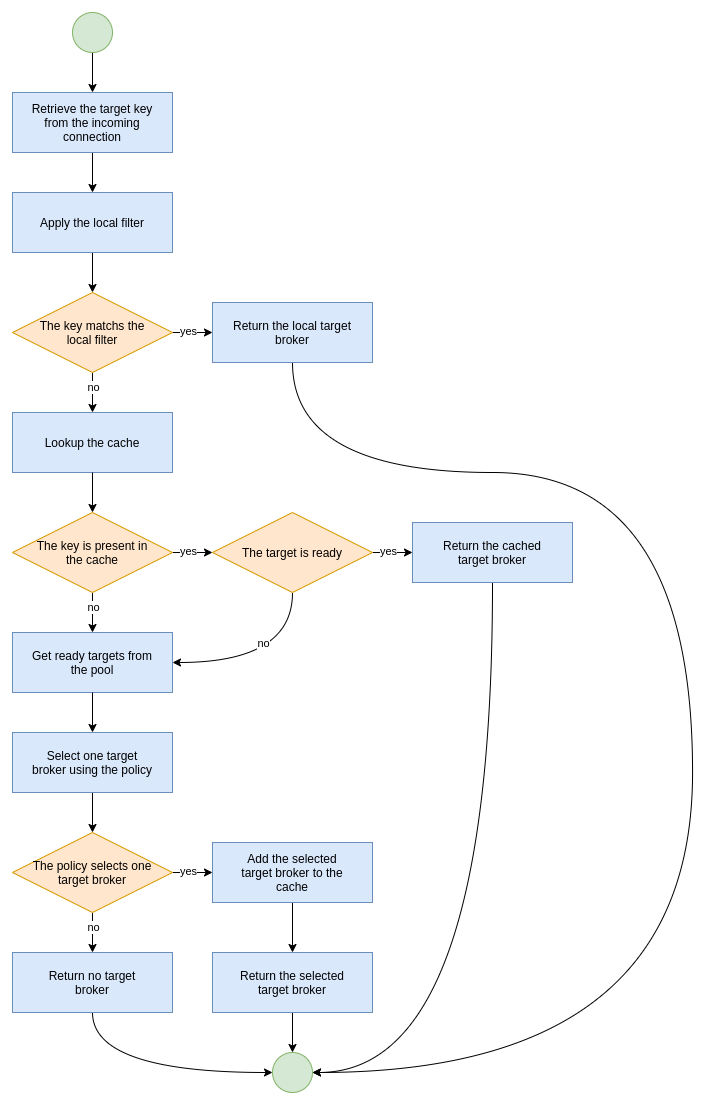 Retrieve the target key
from the incoming
connection
Apply the local filter
The key matchs the
local filter
yes
Return the local target
broker
no
Lookup the cache
The key is present in
the cache
yes
The target is ready
yes
Return the cached
target broker
no
no
Get ready targets from
the pool
Select one target
broker using the policy
The policy selects one
target broker
yes
Add the selected
target broker to the
cache
no
Return no target
broker
Return the selected
target broker